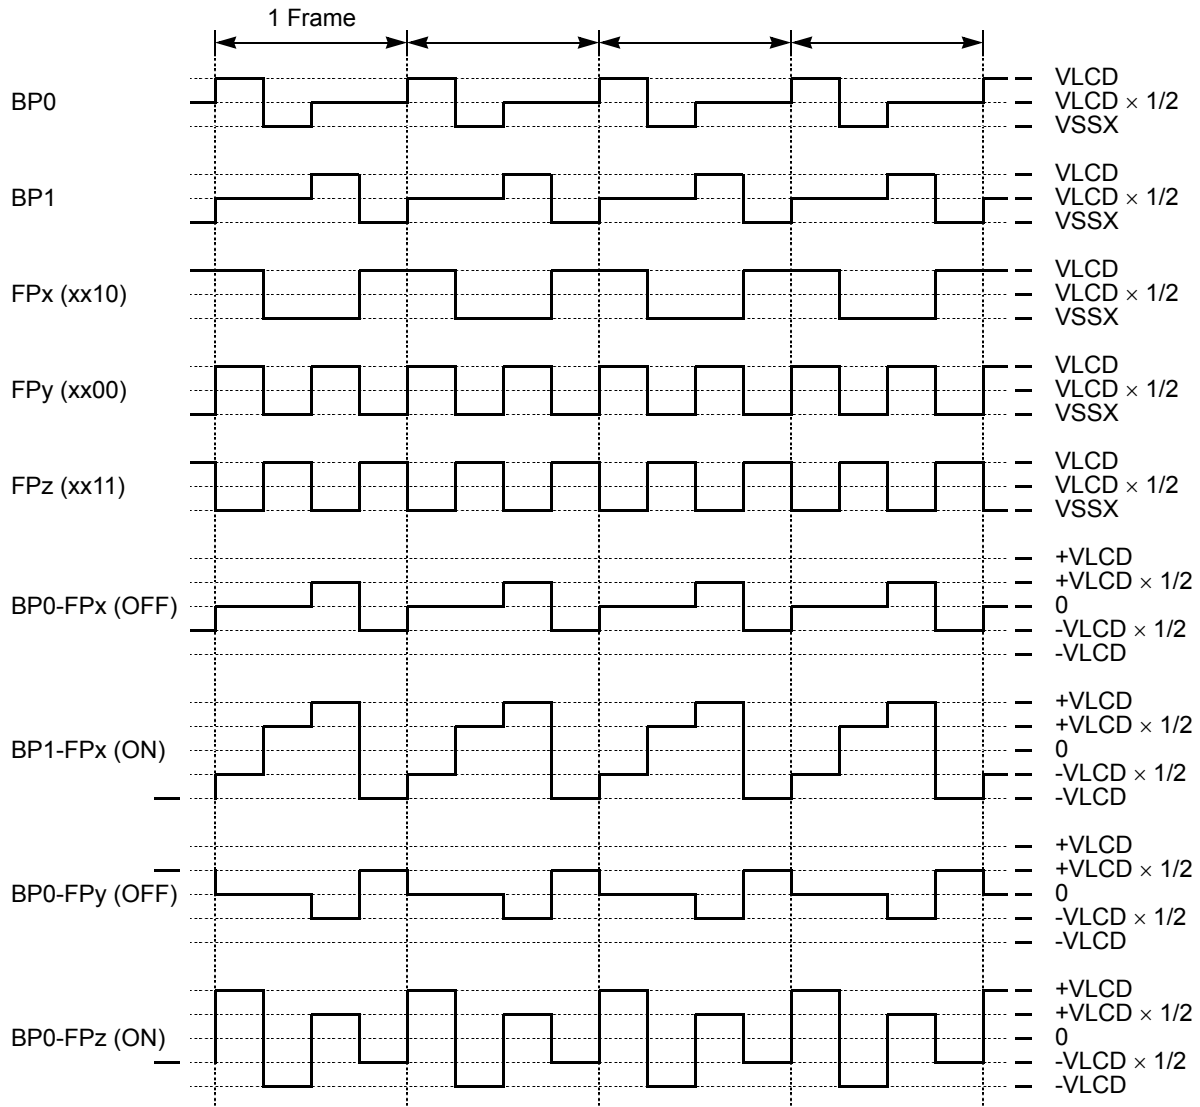 1 Frame
BP0
VLCD
VLCD × 1/2
VSSX
BP1
VLCD
VLCD × 1/2
VSSX
FPx (xx10)
VLCD
VLCD × 1/2
VSSX
FPy (xx00)
VLCD
VLCD × 1/2
VSSX
FPz (xx11)
VLCD
VLCD × 1/2
VSSX
BP0-FPx (OFF)
+VLCD
+VLCD × 1/2
0
-VLCD × 1/2
-VLCD
BP1-FPx (ON)
+VLCD
+VLCD × 1/2
0
-VLCD × 1/2
-VLCD
BP0-FPy (OFF)
+VLCD
+VLCD × 1/2
0
-VLCD × 1/2
-VLCD
BP0-FPz (ON)
+VLCD
+VLCD × 1/2
0
-VLCD × 1/2
-VLCD